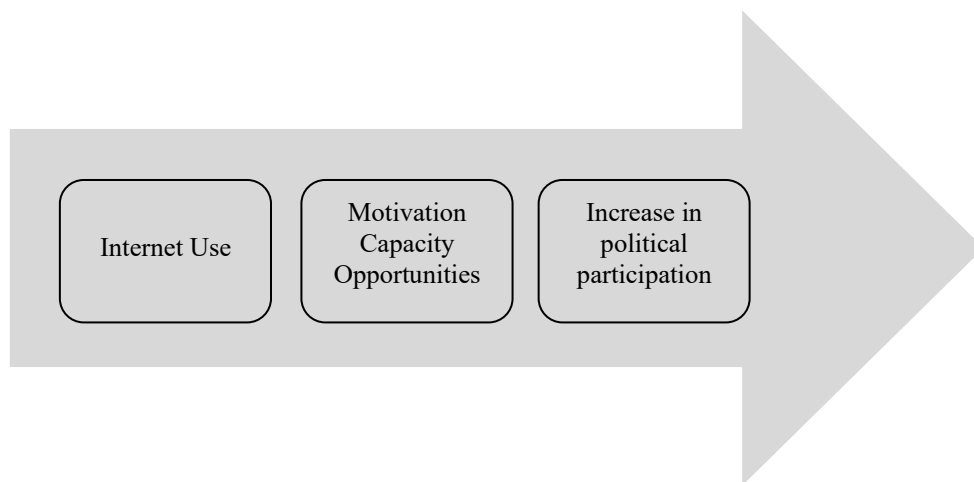 Internet Use
Motivation
Capacity
Opportunities
Increase in
political
participation